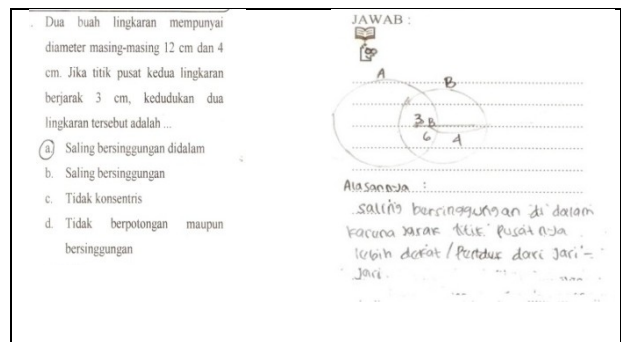 Dua buah lingkaran mempunyai
diameter masing-masing 12 cm dan 4
cm. Jika titik pusat kedua lingkaran
berjarak 3 cm, kedudukan dua
lingkaran tersebut adalah ...
a. Saling bersinggungan didalam
b. Saling bersinggungan
c. Tidak konsentris
d. Tidak berpotongan maupun
bersinggungan
JAWAB :
A
B
3 B
6 4
Alasannya :
saling bersinggungan di dalam
karena jarak titik pusatnya
lebih dekat / Pendux dari jari -
jari